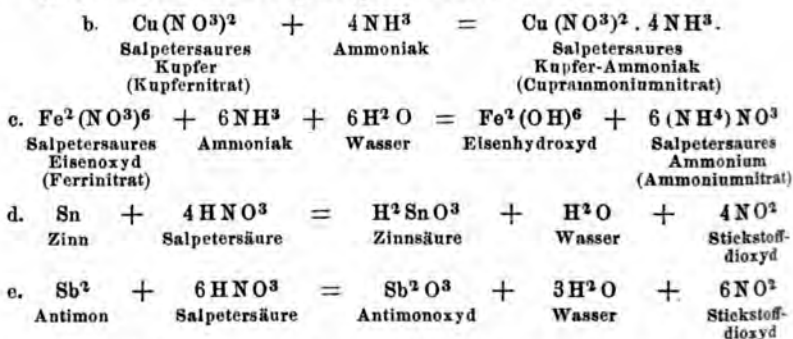 b. Cu(NO³)² + 4NH³ = Cu(NO³)² . 4NH³.
Salpetersaures Ammoniak Salpetersaures
Kupfer Kupfer-Ammoniak
(Kupfernitrat) (Cuprammoniumnitrat)
c. Fe²(NO³)⁶ + 6NH³ + 6H²O = Fe²(OH)⁶ + 6(NH⁴)NO³
Salpetersaures Ammoniak Wasser Eisenhydroxyd Salpetersaures
Eisenoxyd Ammonium
(Ferrinitrat) (Ammoniumnitrat)
d. Sn + 4HNO³ = H²SnO³ + H²O + 4NO²
Zinn Salpetersäure Zinnsäure Wasser Stickstoff-
dioxyd
e. Sb² + 6HNO³ = Sb²O³ + 3H²O + 6NO²
Antimon Salpetersäure Antimonoxyd Wasser Stickstoff-
dioxyd